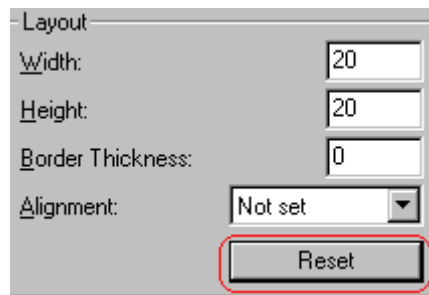 Layout
Width: 20
Height: 20
Border Thickness: 0
Alignment: Not set
Reset